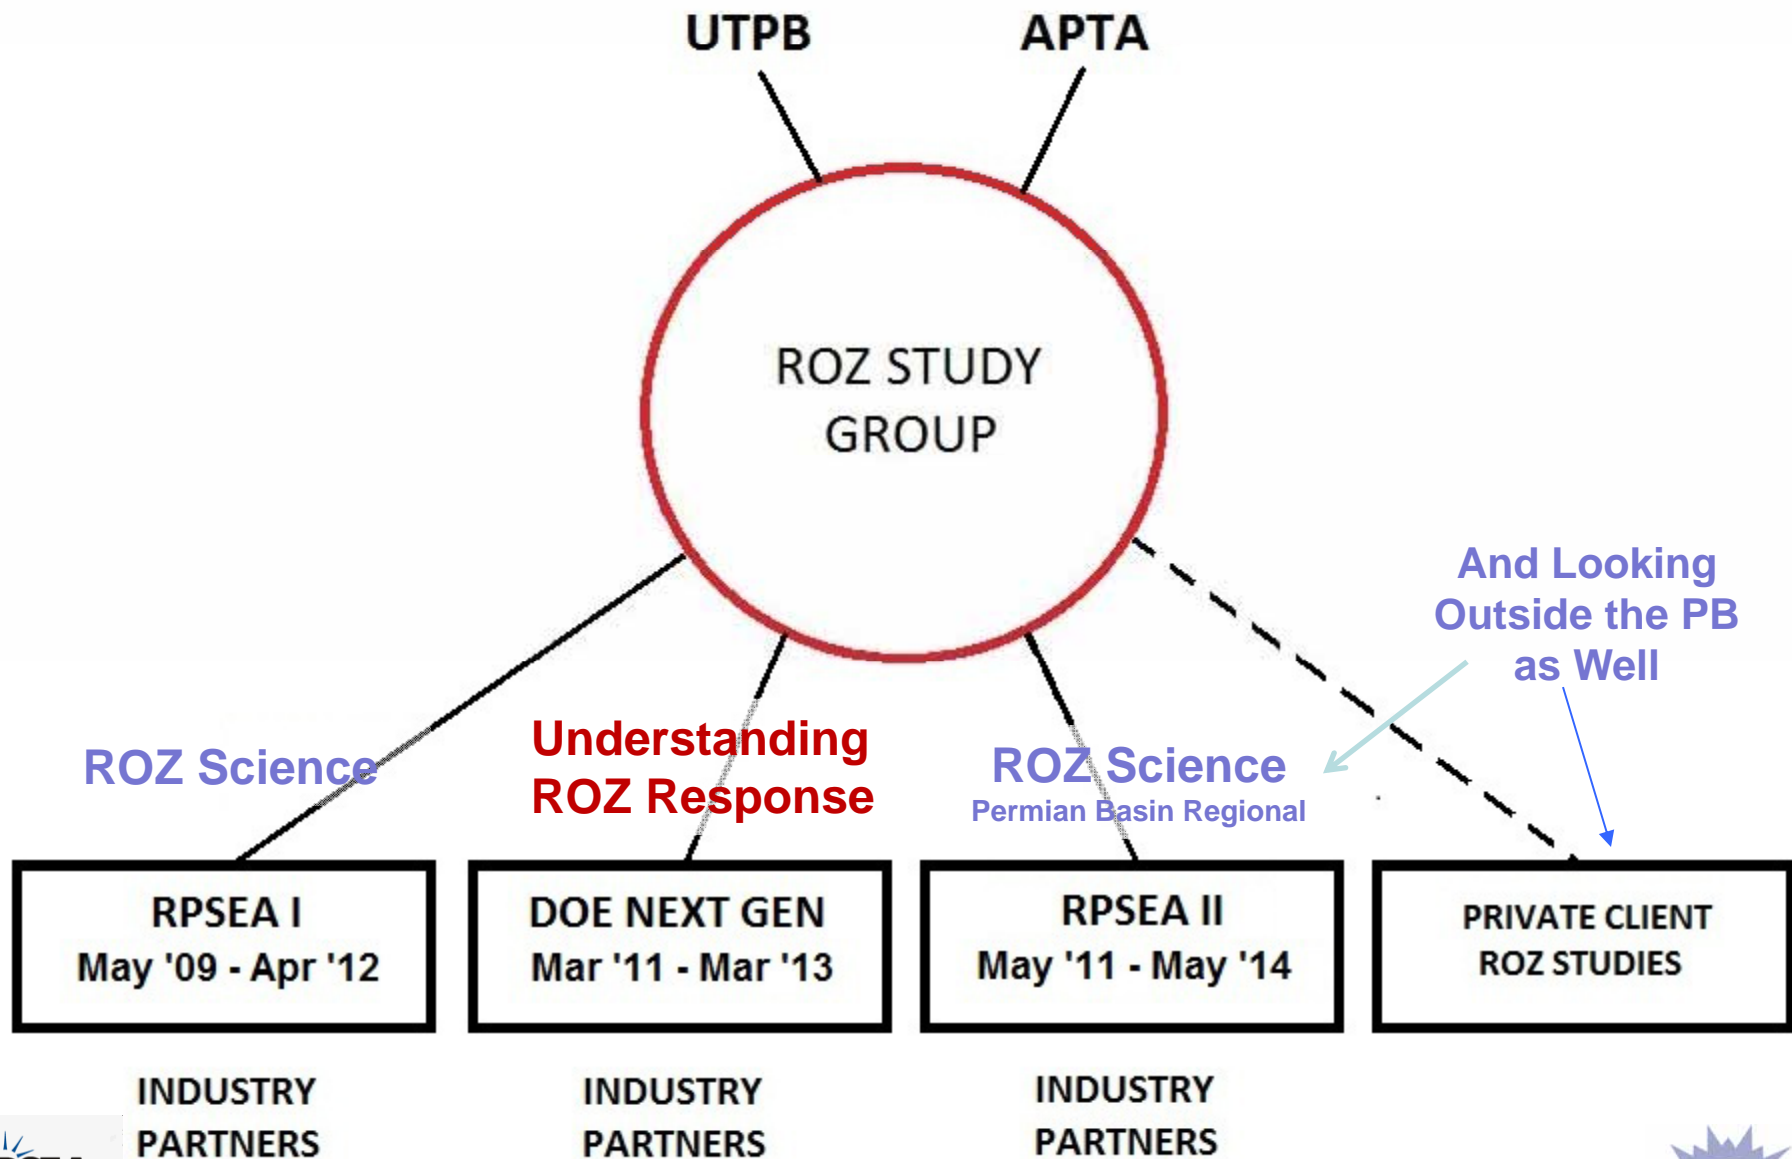 UTPB
APTA
ROZ STUDY
GROUP
And Looking
Outside the PB
as Well
ROZ Science
Understanding
ROZ Response
ROZ Science
Permian Basin Regional
RPSEA I
May '09 - Apr '12
DOE NEXT GEN
Mar '11 - Mar '13
RPSEA II
May '11 - May '14
PRIVATE CLIENT
ROZ STUDIES
INDUSTRY
PARTNERS
INDUSTRY
PARTNERS
INDUSTRY
PARTNERS